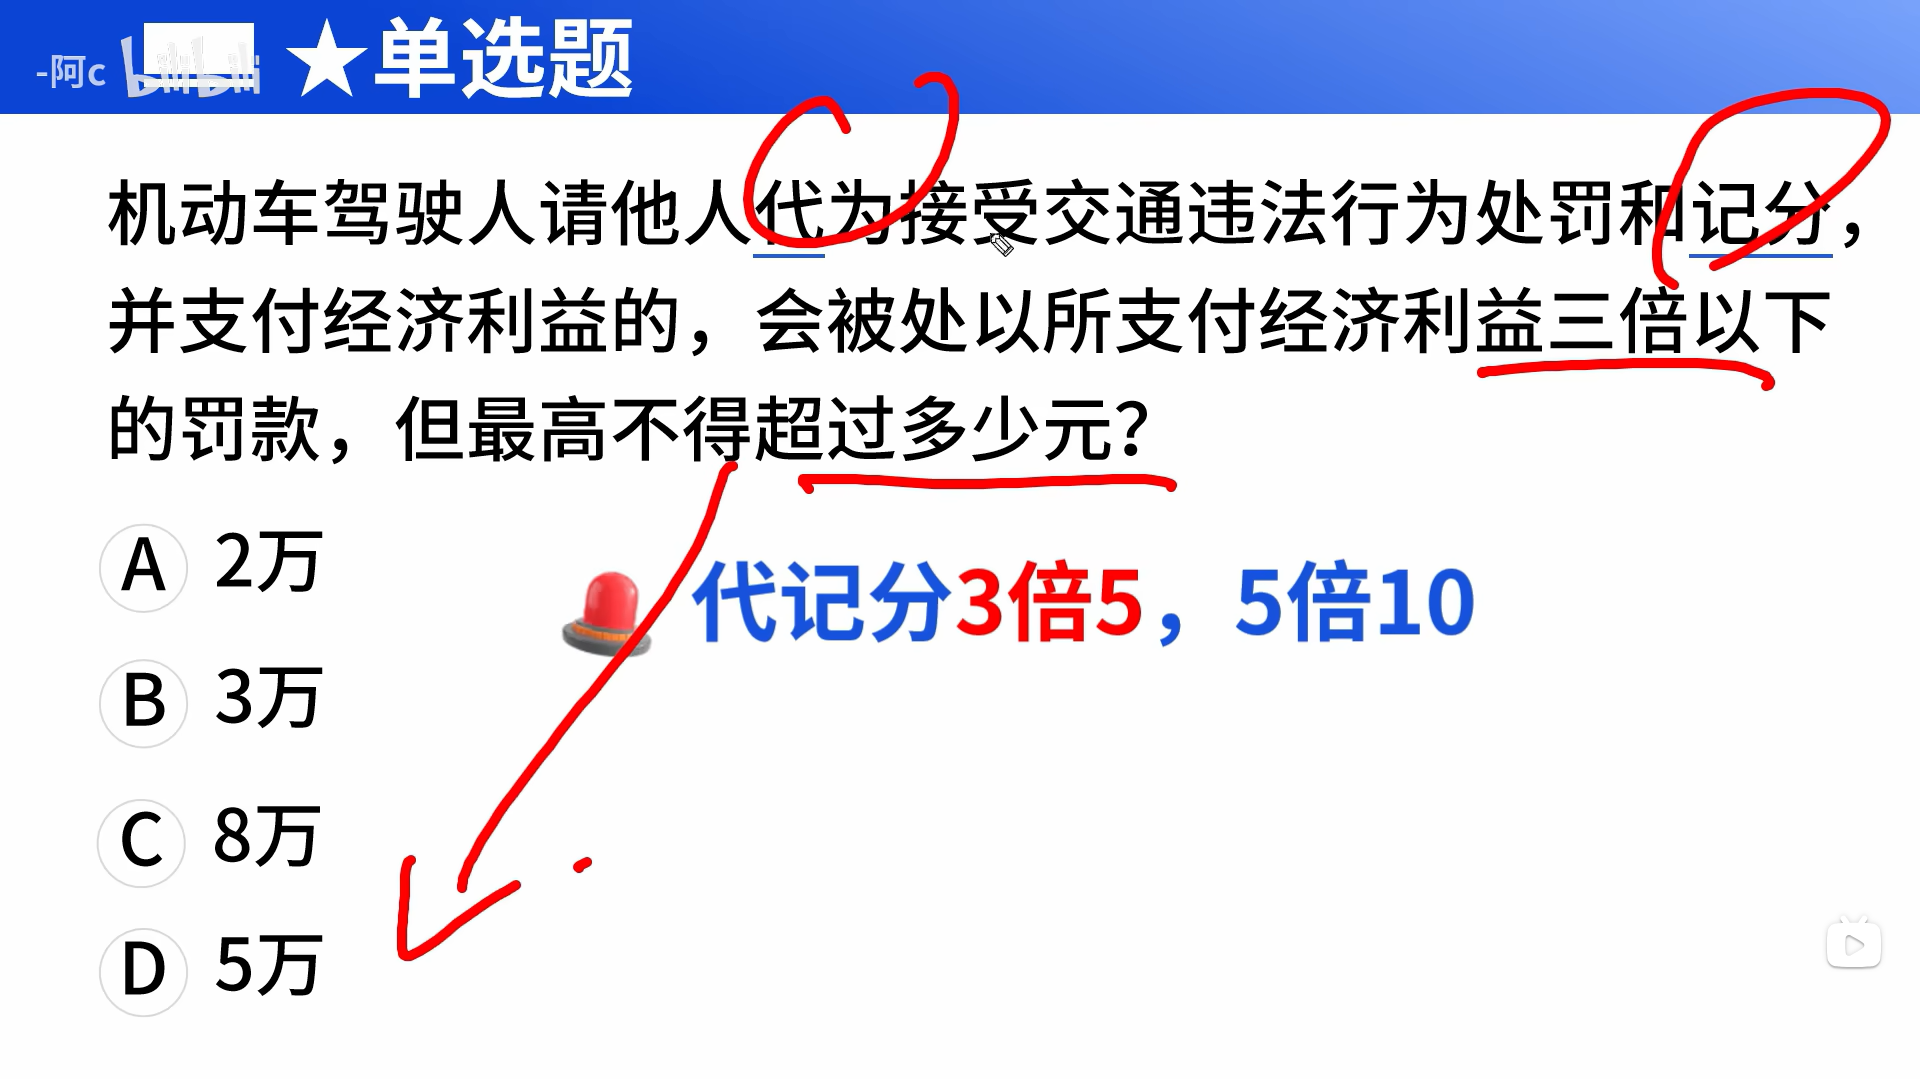 -阿c bilibili ★单选题
机动车驾驶人请他人代为接受交通违法行为处罚和记分，
并支付经济利益的，会被处以所支付经济利益三倍以下
的罚款，但最高不得超过多少元？
A 2万
代记分3倍5，5倍10
B 3万
C 8万
D 5万